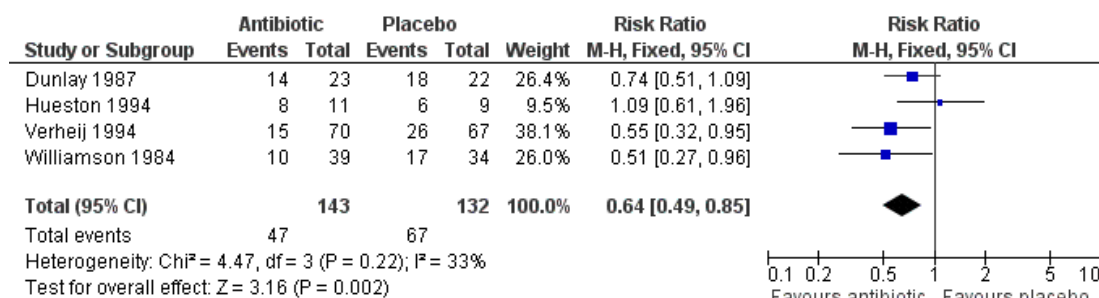 Antibiotic Placebo Risk Ratio Risk Ratio
Study or Subgroup Events Total Events Total Weight M-H, Fixed, 95% CI M-H, Fixed, 95% CI
Dunlay 1987 14 23 18 22 26.4% 0.74 [0.51, 1.09]
Hueston 1994 8 11 6 9 9.5% 1.09 [0.61, 1.96]
Verheij 1994 15 70 26 67 38.1% 0.55 [0.32, 0.95]
Williamson 1984 10 39 17 34 26.0% 0.51 [0.27, 0.96]
Total (95% CI) 143 132 100.0% 0.64 [0.49, 0.85]
Total events 47 67
Heterogeneity: Chi² = 4.47, df = 3 (P = 0.22); I² = 33%
Test for overall effect: Z = 3.16 (P = 0.002)
0.1 0.2 0.5 1 2 5 10
Favours antibiotic Favours placebo